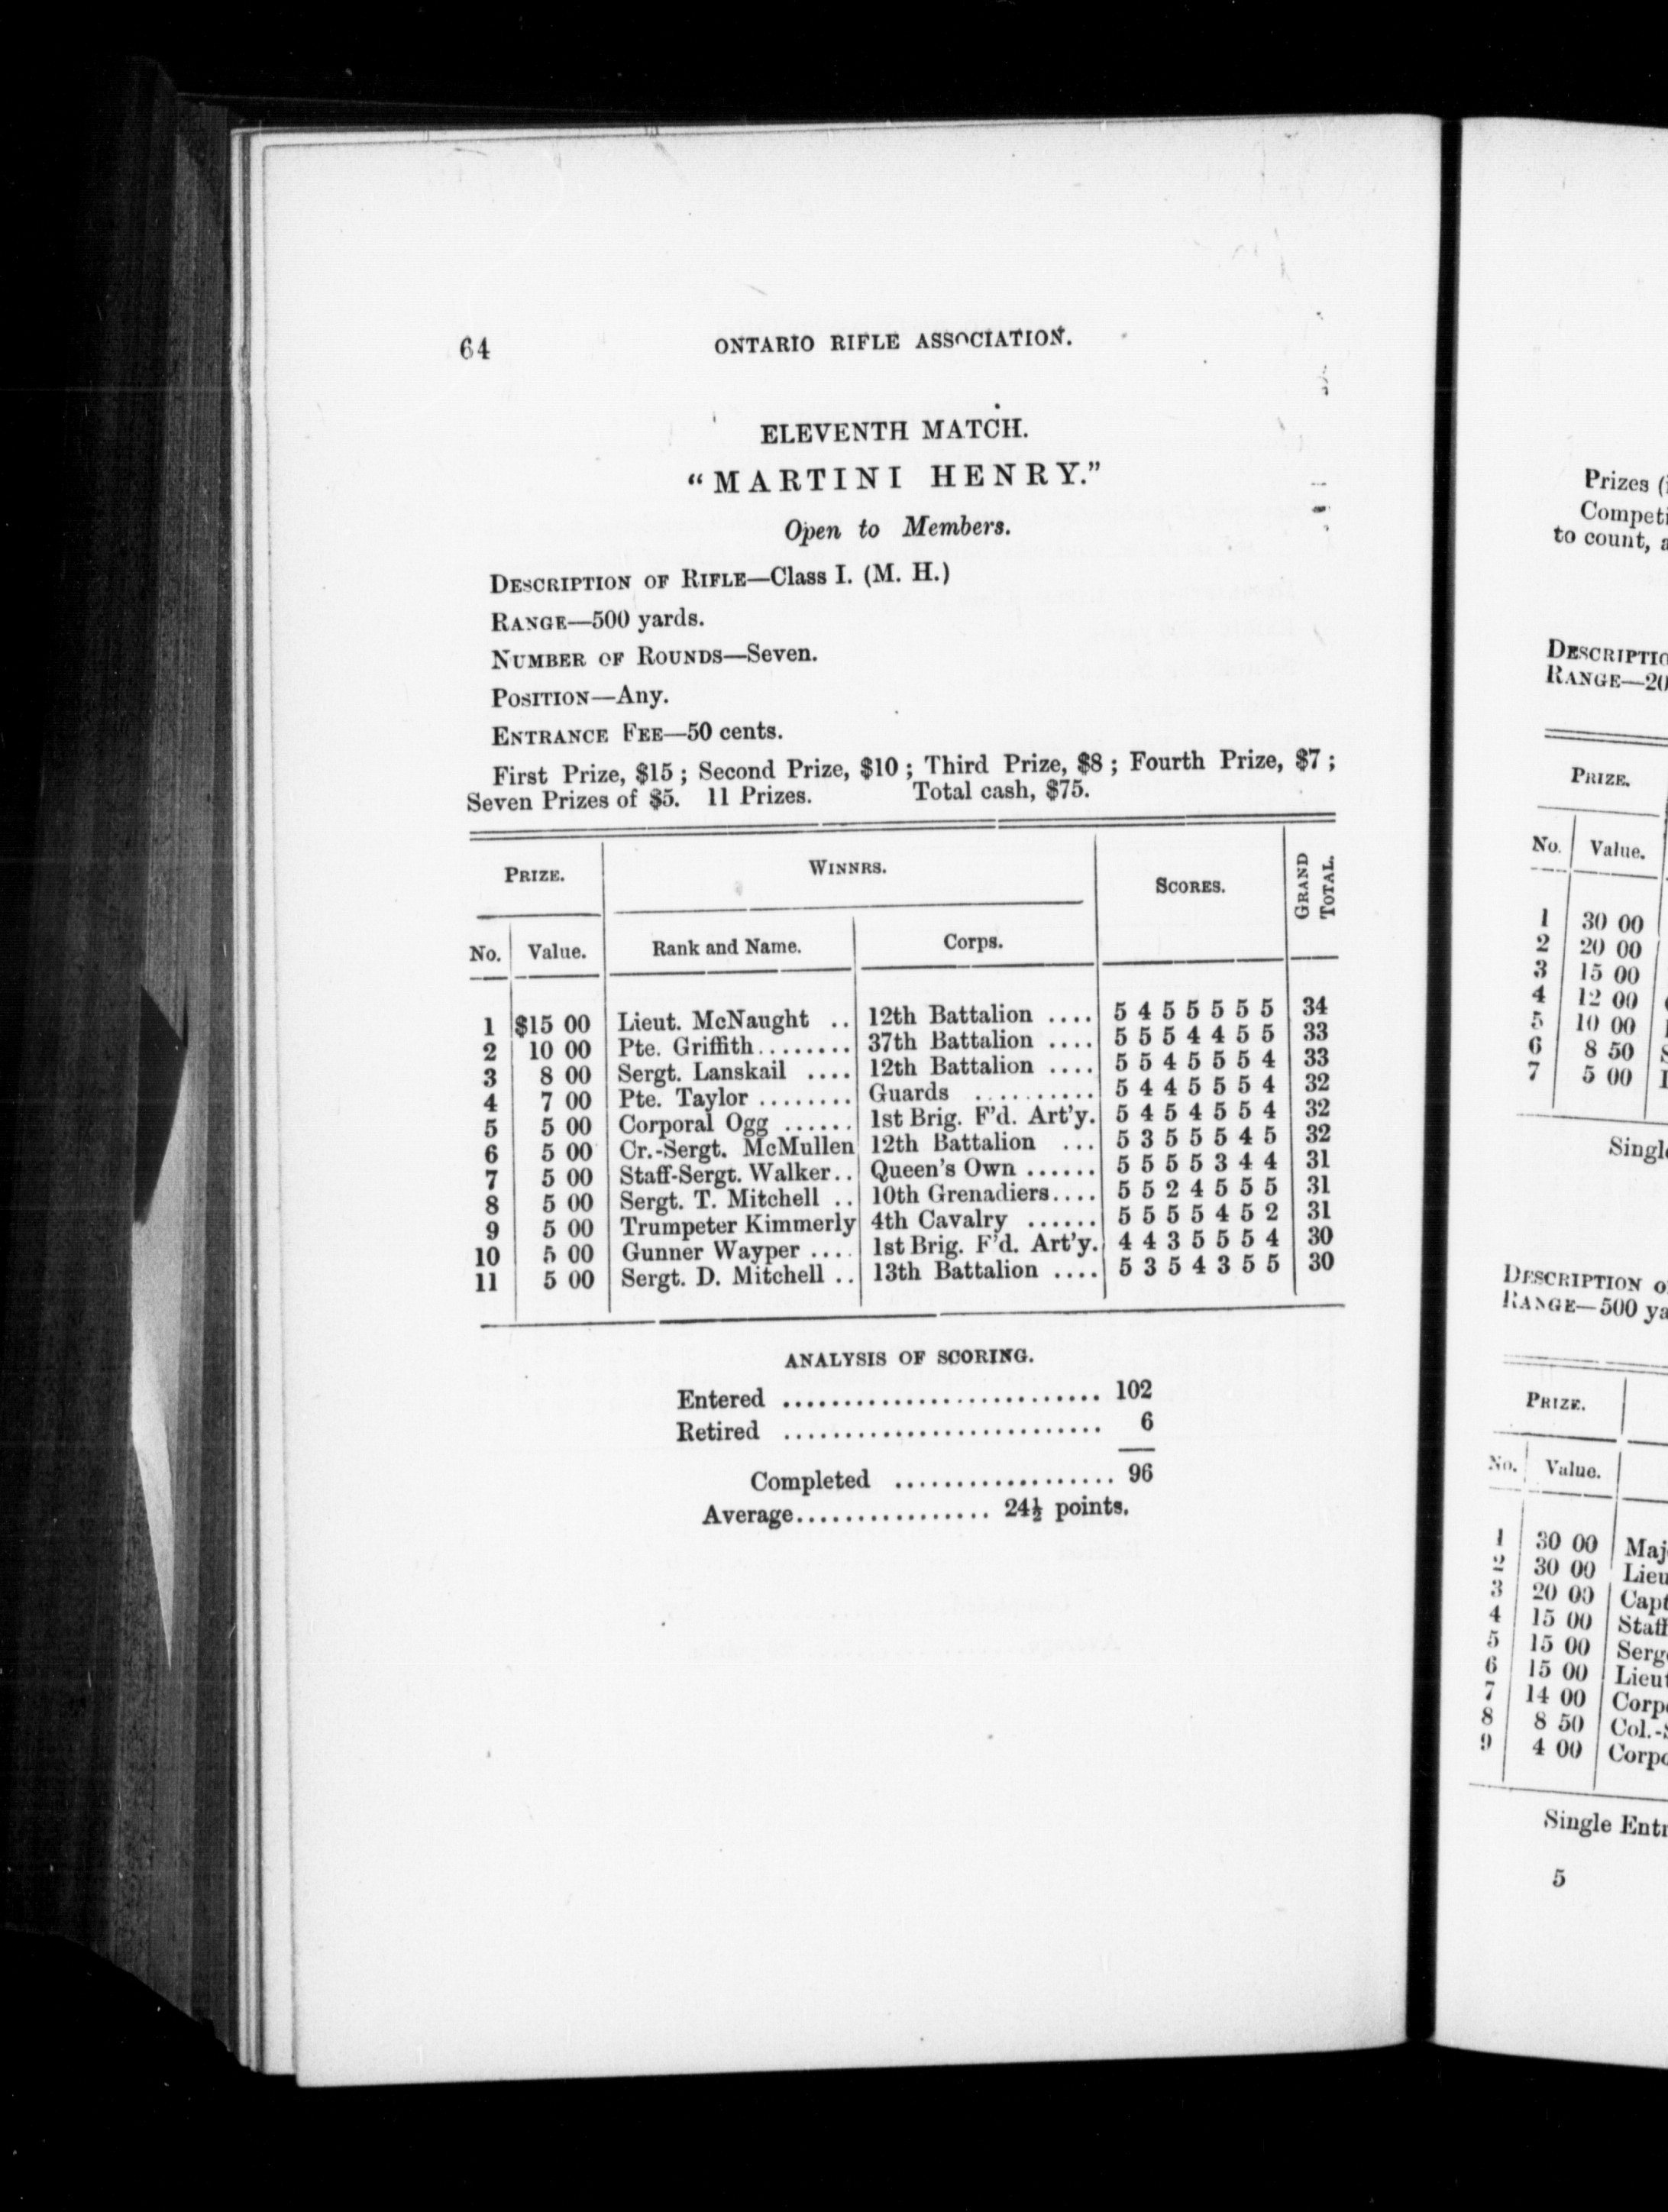 64 ONTARIO RIFLE ASSOCIATION.
ELEVENTH MATCH.
"MARTINI HENRY."
Open to Members.
DESCRIPTION OF RIFLE—Class I. (M. H.)
RANGE—500 yards.
NUMBER OF ROUNDS—Seven.
POSITION—Any.
ENTRANCE FEE—50 cents.
First Prize, $15; Second Prize, $10; Third Prize, $8; Fourth Prize, $7;
Seven Prizes of $5. 11 Prizes. Total cash, $75.
PRIZE. WINNRS. SCORES. GRAND TOTAL.
No. Value. Rank and Name. Corps.
1 $15 00 Lieut. McNaught .. 12th Battalion .... 5 4 5 5 5 5 5 34
2 10 00 Pte. Griffith........ 37th Battalion .... 5 5 5 4 4 5 5 33
3 8 00 Sergt. Lanskail .... 12th Battalion .... 5 5 4 5 5 5 4 33
4 7 00 Pte. Taylor ........ Guards .......... 5 4 4 5 5 5 4 32
5 5 00 Corporal Ogg ...... 1st Brig. F'd. Art'y. 5 4 5 4 5 5 4 32
6 5 00 Cr.-Sergt. McMullen 12th Battalion ... 5 3 5 5 5 4 5 32
7 5 00 Staff-Sergt. Walker.. Queen's Own ...... 5 5 5 5 3 4 4 31
8 5 00 Sergt. T. Mitchell .. 10th Grenadiers.... 5 5 2 4 5 5 5 31
9 5 00 Trumpeter Kimmerly 4th Cavalry ...... 5 5 5 5 4 5 2 31
10 5 00 Gunner Wayper .... 1st Brig. F'd. Art'y. 4 4 3 5 5 5 4 30
11 5 00 Sergt. D. Mitchell .. 13th Battalion .... 5 3 5 4 3 5 5 30
ANALYSIS OF SCORING.
Entered .......................... 102
Retired .......................... 6
Completed .................. 96
Average................ 24½ points.
Prizes
to count,
RANGE—20
PRIZE.
No. Value.
1 30 00
2 20 00
3 15 00
4 12 00
5 10 00
6 8 50
7 5 00
DESCRIPTION
RANGE—500
PRIZE.
No. Value.
1 30 00
2 30 00
3 20 00
4 15 00
5 15 00
6 15 00
7 14 00
8 8 50
9 4 00
Single
5